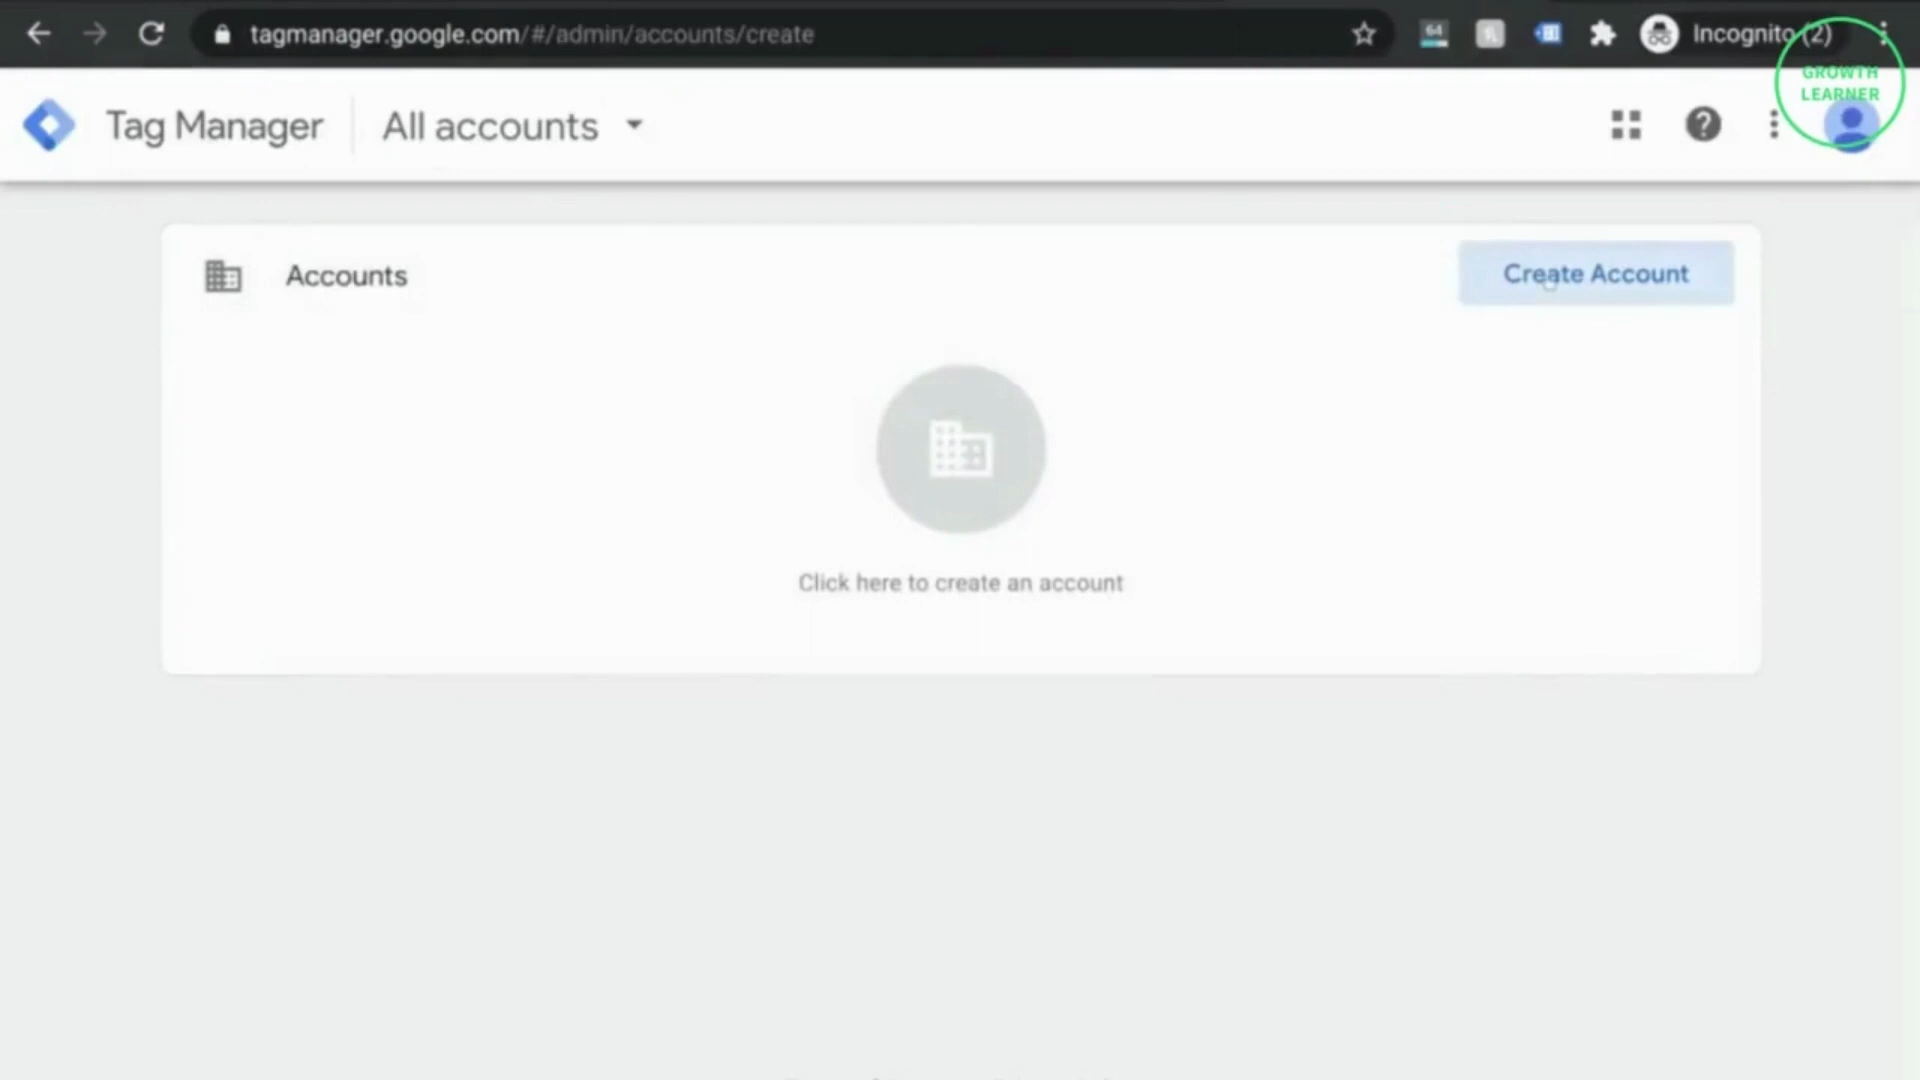 tagmanager.google.com/#/admin/accounts/create
64
Incognito (2)
GROWTH
LEARNER
Tag Manager
All accounts
Accounts
Create Account
Click here to create an account